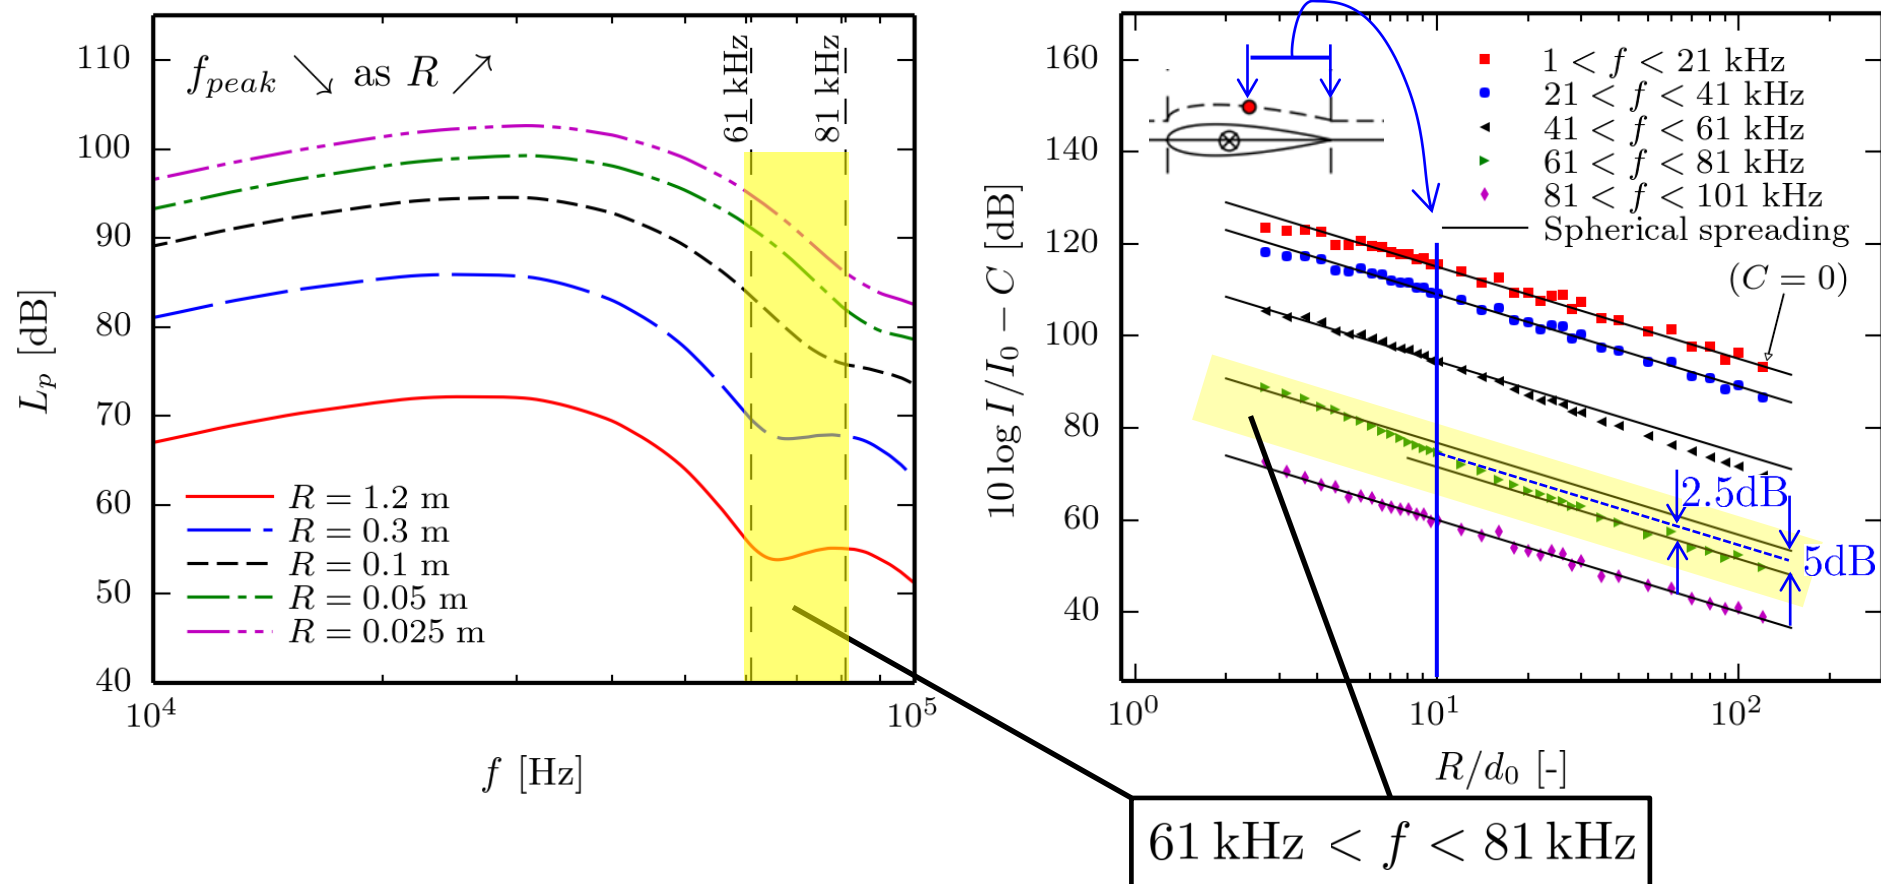 f_peak ↘ as R ↗
61 kHz
81 kHz
110
100
90
80
70
60
50
40
L_p [dB]
R = 1.2 m
R = 0.3 m
R = 0.1 m
R = 0.05 m
R = 0.025 m
10^4
10^5
f [Hz]
160
140
120
100
80
60
40
10 log I/I_0 − C [dB]
1 < f < 21 kHz
21 < f < 41 kHz
41 < f < 61 kHz
61 < f < 81 kHz
81 < f < 101 kHz
Spherical spreading
(C = 0)
2.5dB
5dB
10^0
10^1
10^2
R/d_0 [-]
61 kHz < f < 81 kHz